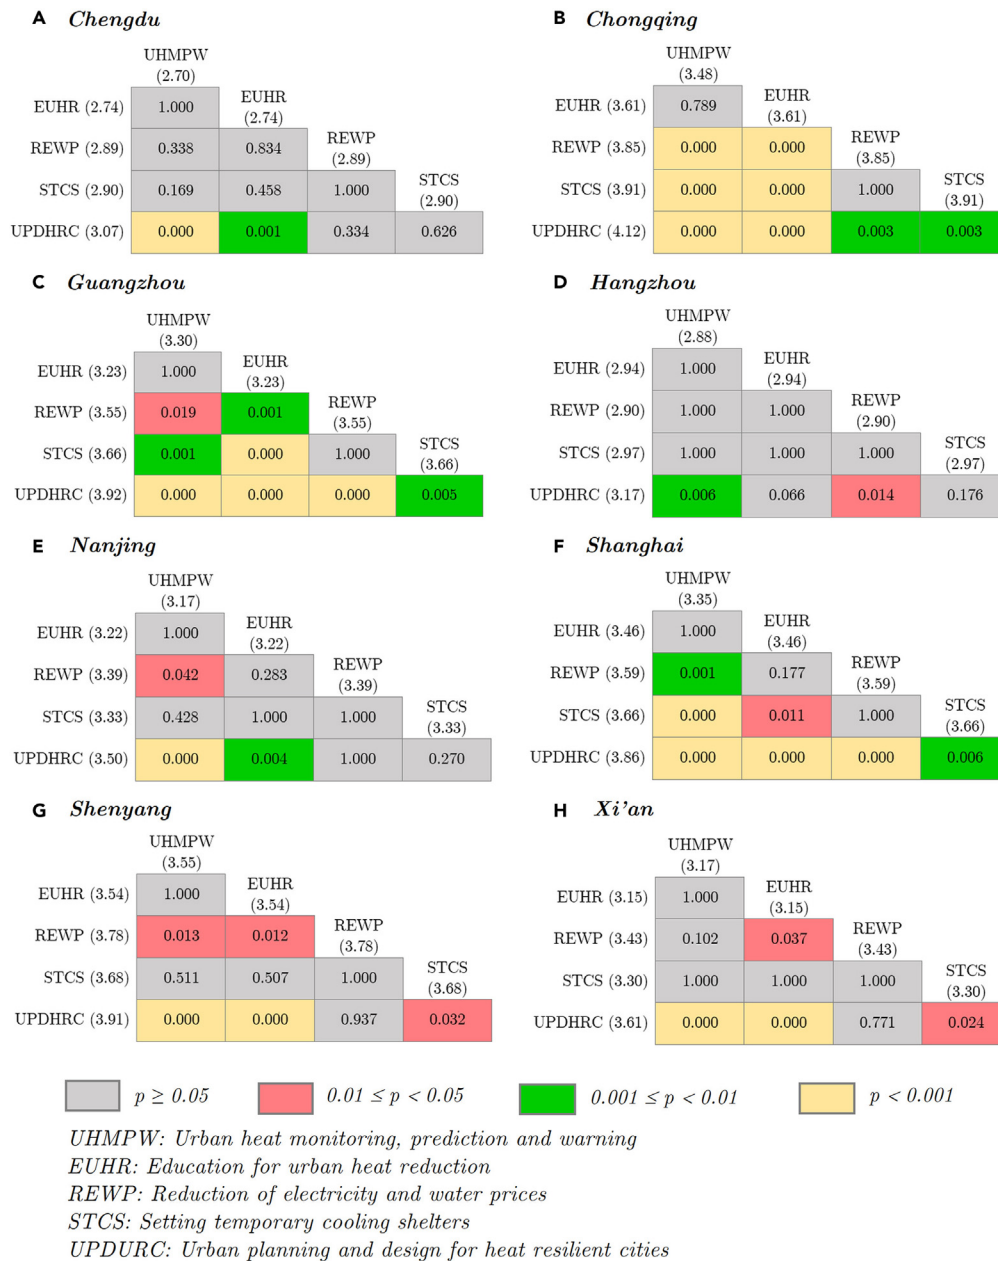 A Chengdu
UHMPW
(2.70)
EUHR (2.74) 1.000 EUHR
(2.74)
REWP (2.89) 0.338 0.834 REWP
(2.89)
STCS (2.90) 0.169 0.458 1.000 STCS
(2.90)
UPDHRC (3.07) 0.000 0.001 0.334 0.626
B Chongqing
UHMPW
(3.48)
EUHR (3.61) 0.789 EUHR
(3.61)
REWP (3.85) 0.000 0.000 REWP
(3.85)
STCS (3.91) 0.000 0.000 1.000 STCS
(3.91)
UPDHRC (4.12) 0.000 0.000 0.003 0.003
C Guangzhou
UHMPW
(3.30)
EUHR (3.23) 1.000 EUHR
(3.23)
REWP (3.55) 0.019 0.001 REWP
(3.55)
STCS (3.66) 0.001 0.000 1.000 STCS
(3.66)
UPDHRC (3.92) 0.000 0.000 0.000 0.005
D Hangzhou
UHMPW
(2.88)
EUHR (2.94) 1.000 EUHR
(2.94)
REWP (2.90) 1.000 1.000 REWP
(2.90)
STCS (2.97) 1.000 1.000 1.000 STCS
(2.97)
UPDHRC (3.17) 0.006 0.066 0.014 0.176
E Nanjing
UHMPW
(3.17)
EUHR (3.22) 1.000 EUHR
(3.22)
REWP (3.39) 0.042 0.283 REWP
(3.39)
STCS (3.33) 0.428 1.000 1.000 STCS
(3.33)
UPDHRC (3.50) 0.000 0.004 1.000 0.270
F Shanghai
UHMPW
(3.35)
EUHR (3.46) 1.000 EUHR
(3.46)
REWP (3.59) 0.001 0.177 REWP
(3.59)
STCS (3.66) 0.000 0.011 1.000 STCS
(3.66)
UPDHRC (3.86) 0.000 0.000 0.000 0.006
G Shenyang
UHMPW
(3.55)
EUHR (3.54) 1.000 EUHR
(3.54)
REWP (3.78) 0.013 0.012 REWP
(3.78)
STCS (3.68) 0.511 0.507 1.000 STCS
(3.68)
UPDHRC (3.91) 0.000 0.000 0.937 0.032
H Xi'an
UHMPW
(3.17)
EUHR (3.15) 1.000 EUHR
(3.15)
REWP (3.43) 0.102 0.037 REWP
(3.43)
STCS (3.30) 1.000 1.000 1.000 STCS
(3.30)
UPDHRC (3.61) 0.000 0.000 0.771 0.024
p ≥ 0.05 0.01 ≤ p < 0.05 0.001 ≤ p < 0.01 p < 0.001
UHMPW: Urban heat monitoring, prediction and warning
EUHR: Education for urban heat reduction
REWP: Reduction of electricity and water prices
STCS: Setting temporary cooling shelters
UPDURC: Urban planning and design for heat resilient cities